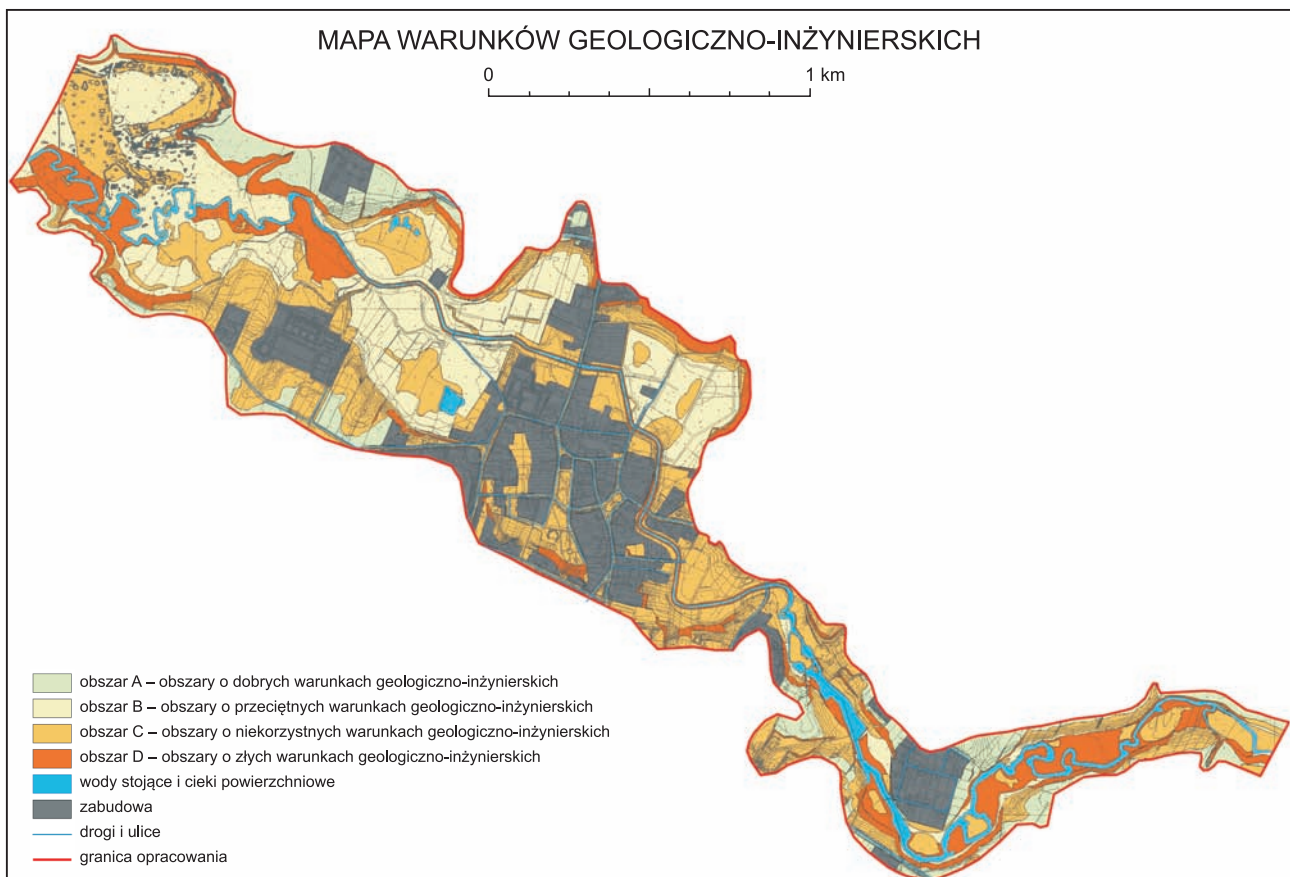 MAPA WARUNKÓW GEOLOGICZNO-INŻYNIERSKICH
0 1 km
obszar A – obszary o dobrych warunkach geologiczno-inżynierskich
obszar B – obszary o przeciętnych warunkach geologiczno-inżynierskich
obszar C – obszary o niekorzystnych warunkach geologiczno-inżynierskich
obszar D – obszary o złych warunkach geologiczno-inżynierskich
wody stojące i cieki powierzchniowe
zabudowa
drogi i ulice
granica opracowania